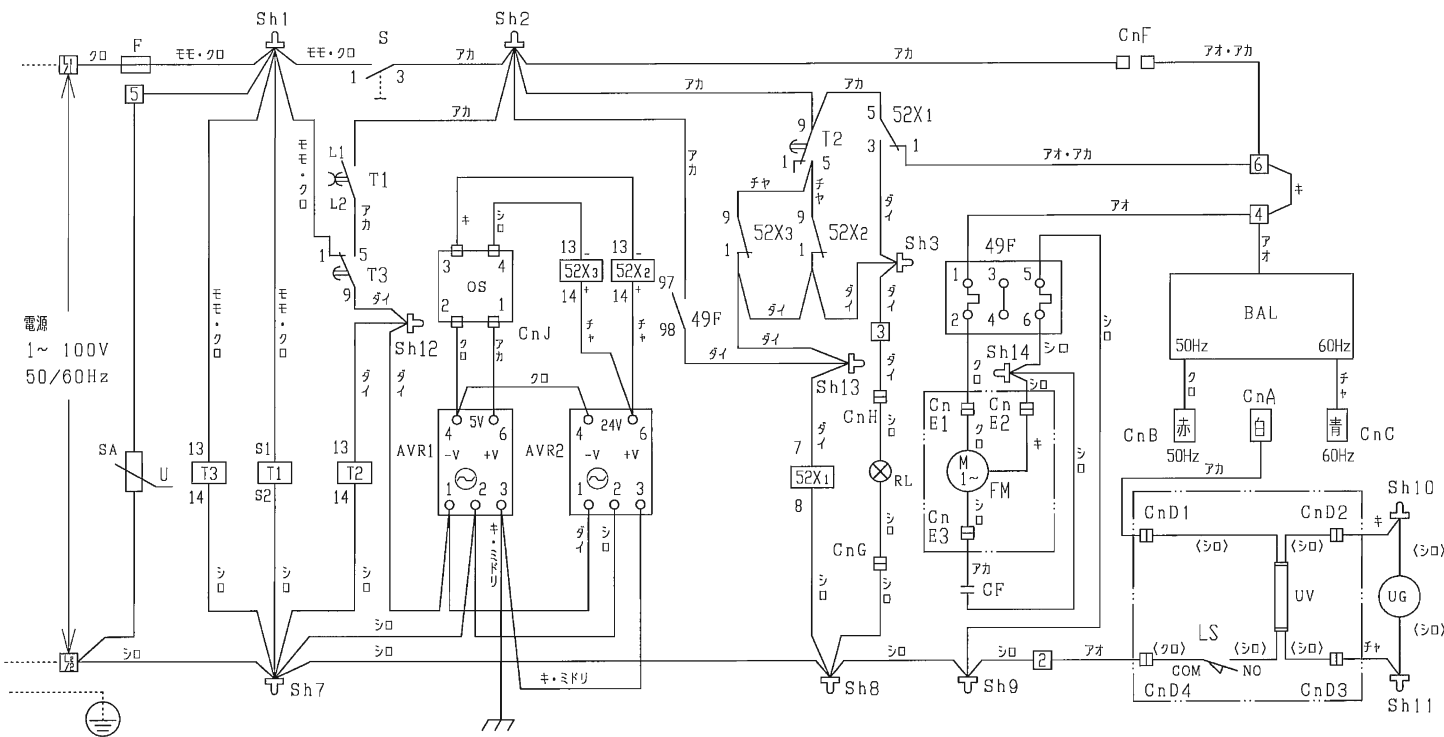 Sh1
Sh2
L1/1
クロ
F
モモ・クロ
モモ・クロ
S
1
3
アカ
アカ
CnF
アオ・アカ
5
アカ
アカ
アカ
9
T2
1
5
5
52X1
3
1
アオ・アカ
6
キ
4
アオ
アオ
モモ・クロ
L1
T1
L2
アカ
アカ
チャ
チャ
ダイ
1
5
T3
9
ダイ
キ
シロ
3
4
OS
2
1
CnJ
13
−
52X3
14
+
13
−
52X2
14
+
97
49F
98
9
52X3
1
9
52X2
1
Sh3
ダイ
ダイ
49F
1
3
5
2
4
6
BAL
50Hz
60Hz
電源
1~ 100V
50/60Hz
モモ・クロ
モモ・クロ
ダイ
Sh12
クロ
アカ
チャ
チャ
ダイ
ダイ
Sh13
ダイ
3
ダイ
CnH
シロ
Sh14
シロ
シロ
クロ
シロ
クロ
チャ
CnA
CnB
赤
50Hz
白
青
60Hz
CnC
アカ
クロ
AVR1
4
5V
6
−V
+V
1
2
3
AVR2
4
24V
6
−V
+V
1
2
3
Cn
E1
Cn
E2
クロ
キ
シロ
M
1~
FM
シロ
Cn
E3
アカ
CF
SA
U
13
T3
14
S1
T1
S2
13
T2
14
7
52X1
8
RL
シロ
CnG
シロ
シロ
キ・ミドリ
ダイ
シロ
シロ
シロ
シロ
CnD1
CnD2
キ
Sh10
(シロ)
(シロ)
(シロ)
UV
UG
(シロ)
LS
(クロ)
(シロ)
(シロ)
チャ
COM
NO
CnD4
CnD3
Sh11
シロ
シロ
シロ
キ・ミドリ
Sh7
Sh8
シロ
Sh9
シロ
2
アオ